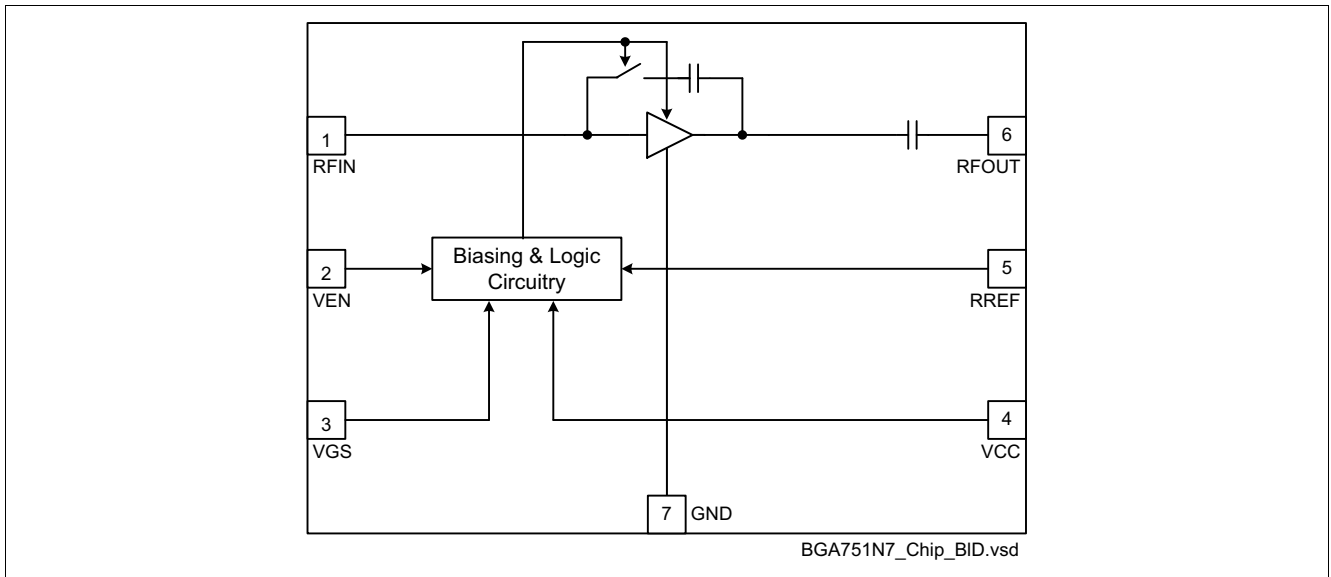 1
RFIN
6
RFOUT
Biasing & Logic
Circuitry
2
VEN
5
RREF
3
VGS
4
VCC
7
GND
BGA751N7_Chip_BID.vsd